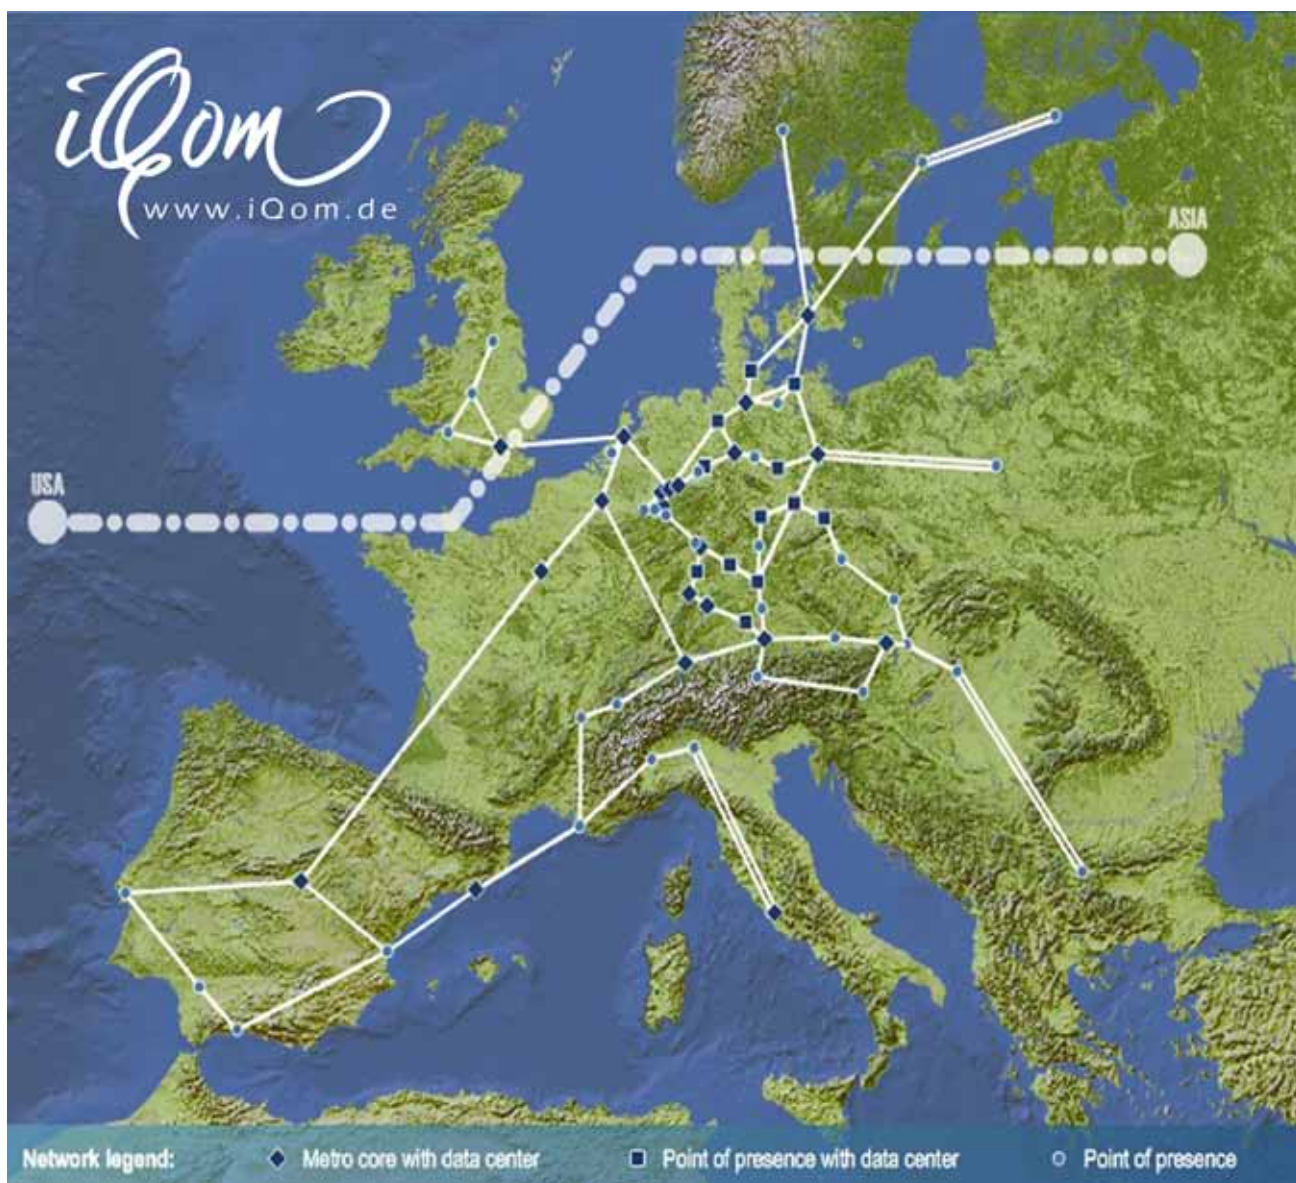 iQom
www.iQom.de
ASIA
USA
Network legend:
Metro core with data center
Point of presence with data center
Point of presence